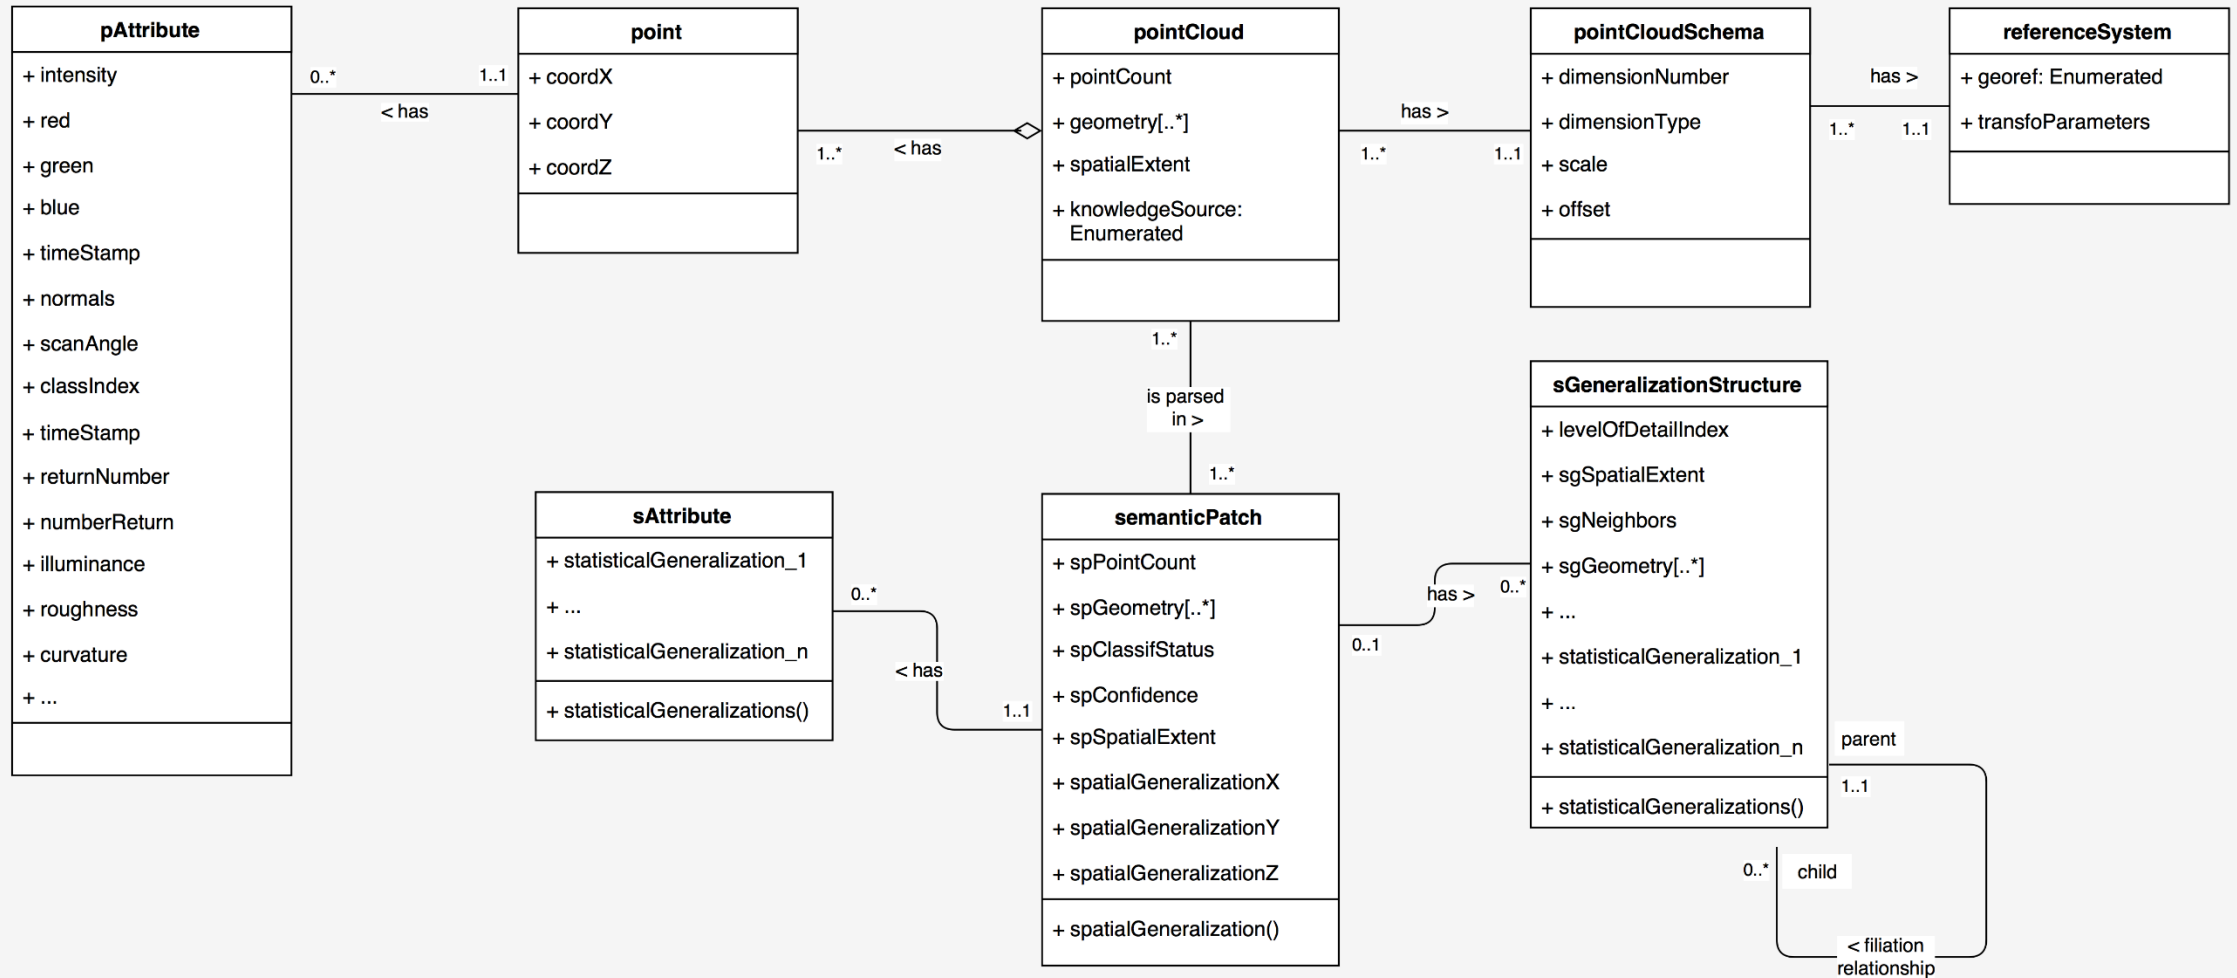 pAttribute
+ intensity
+ red
+ green
+ blue
+ timeStamp
+ normals
+ scanAngle
+ classIndex
+ timeStamp
+ returnNumber
+ numberReturn
+ illuminance
+ roughness
+ curvature
+ ...
0..*
1..1
< has
point
+ coordX
+ coordY
+ coordZ
1..*
< has
pointCloud
+ pointCount
+ geometry[..*]
+ spatialExtent
+ knowledgeSource:
Enumerated
has >
1..*
1..1
pointCloudSchema
+ dimensionNumber
+ dimensionType
+ scale
+ offset
has >
1..*
1..1
referenceSystem
+ georef: Enumerated
+ transfoParameters
1..*
is parsed
in >
1..*
sAttribute
+ statisticalGeneralization_1
+ ...
+ statisticalGeneralization_n
+ statisticalGeneralizations()
0..*
< has
1..1
semanticPatch
+ spPointCount
+ spGeometry[..*]
+ spClassifStatus
+ spConfidence
+ spSpatialExtent
+ spatialGeneralizationX
+ spatialGeneralizationY
+ spatialGeneralizationZ
+ spatialGeneralization()
has >
0..*
0..1
sGeneralizationStructure
+ levelOfDetailIndex
+ sgSpatialExtent
+ sgNeighbors
+ sgGeometry[..*]
+ ...
+ statisticalGeneralization_1
+ ...
+ statisticalGeneralization_n
+ statisticalGeneralizations()
parent
1..1
0..*
child
< filiation
relationship